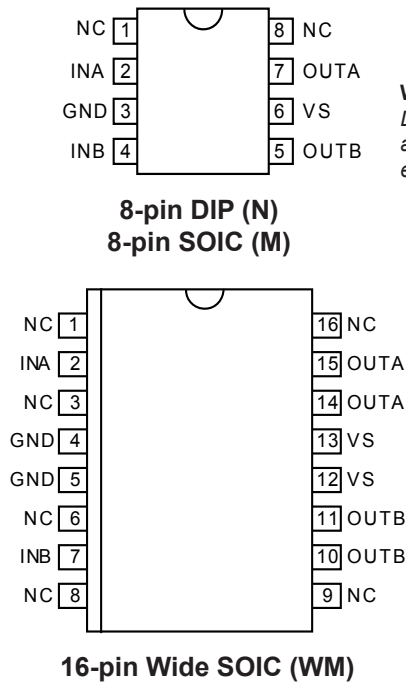 NC 1 8 NC
INA 2 7 OUTA
GND 3 6 VS
INB 4 5 OUTB
8-pin DIP (N)
8-pin SOIC (M)
NC 1 16 NC
INA 2 15 OUTA
NC 3 14 OUTA
GND 4 13 VS
GND 5 12 VS
NC 6 11 OUTB
INB 7 10 OUTB
NC 8 9 NC
16-pin Wide SOIC (WM)